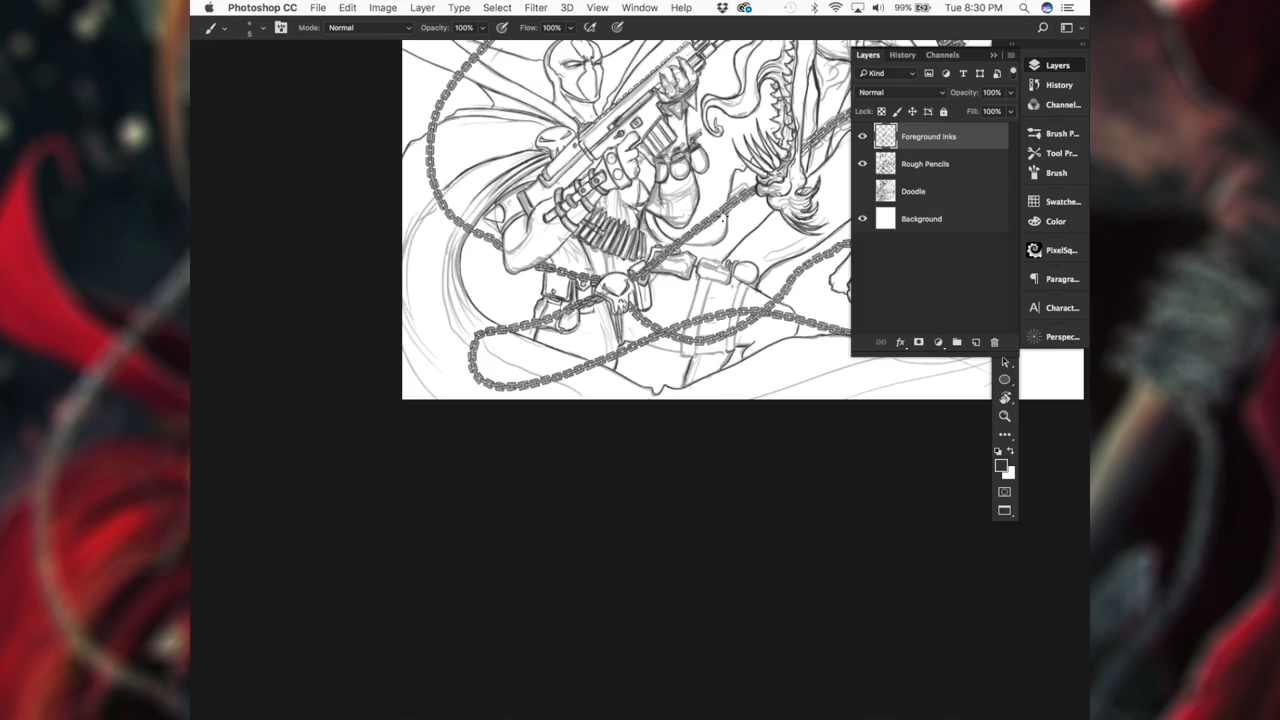 Photoshop CC File Edit Image Layer Type Select Filter 3D View Window Help 99% Tue 8:30 PM
5 Mode: Normal Opacity: 100% Flow: 100%
Layers History Channels
Kind
Normal Opacity: 100%
Lock: Fill: 100%
Foreground Inks
Rough Pencils
Doodle
Background
fx
Layers
History
Channel...
Brush P...
Tool Pr...
Brush
Swatche...
Color
PixelSq...
Paragra...
Charact...
Perspec...